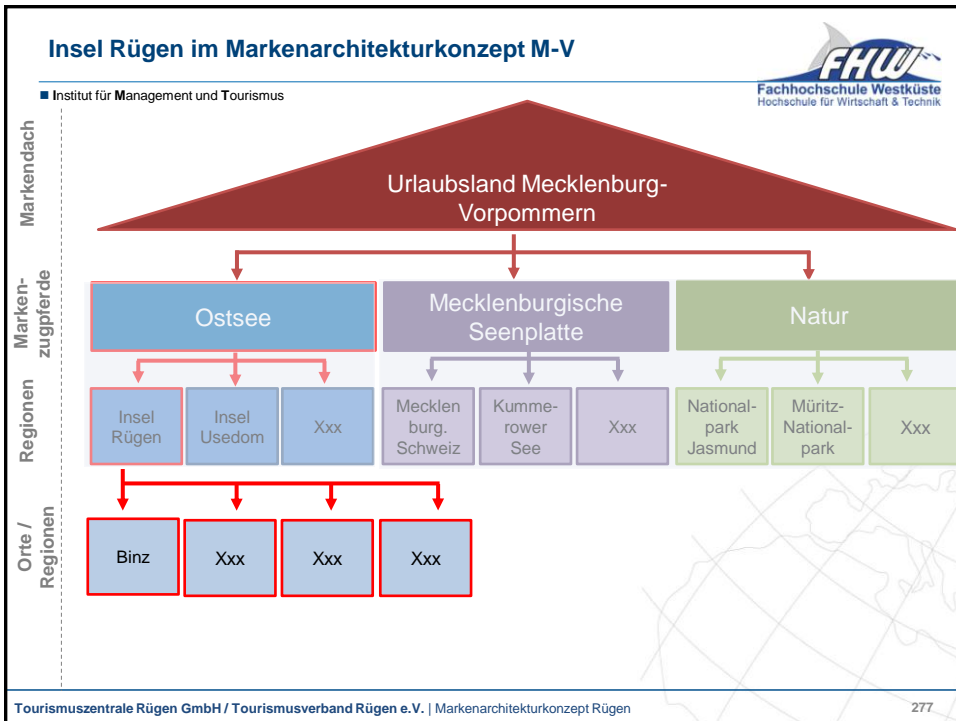 Insel Rügen im Markenarchitekturkonzept M-V
FHW
Fachhochschule Westküste
Hochschule für Wirtschaft & Technik
■ Institut für Management und Tourismus
Markendach
Urlaubsland Mecklenburg-
Vorpommern
Marken-
zugpferde
Ostsee
Mecklenburgische
Seenplatte
Natur
Regionen
Insel
Rügen
Insel
Usedom
Xxx
Mecklen
burg.
Schweiz
Kumme-
rower
See
Xxx
National-
park
Jasmund
Müritz-
National-
park
Xxx
Orte /
Regionen
Binz
Xxx
Xxx
Xxx
Tourismuszentrale Rügen GmbH / Tourismusverband Rügen e.V. | Markenarchitekturkonzept Rügen
277